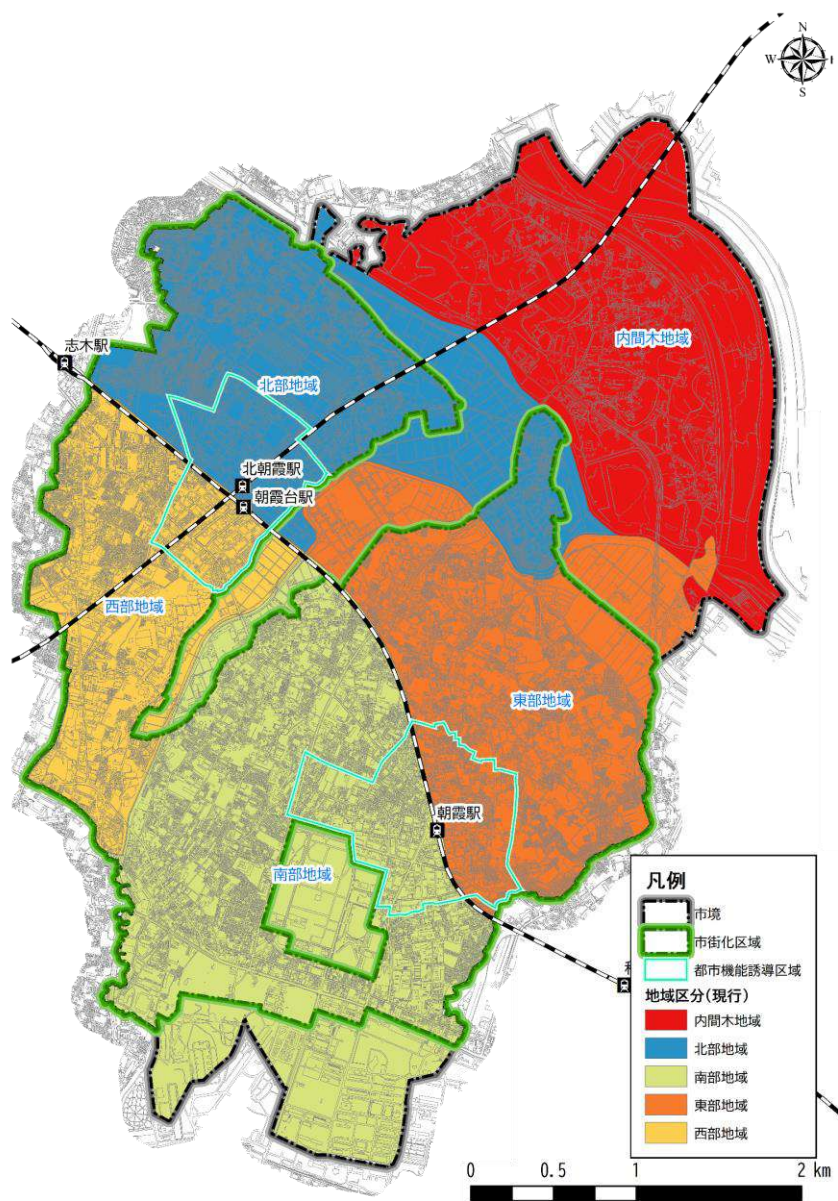 N
W
S
志木駅
内間木地域
北部地域
北朝霞駅
朝霞台駅
西部地域
東部地域
朝霞駅
南部地域
凡例
市境
市街化区域
都市機能誘導区域
地域区分(現行)
内間木地域
北部地域
南部地域
東部地域
西部地域
0 0.5 1 2 km